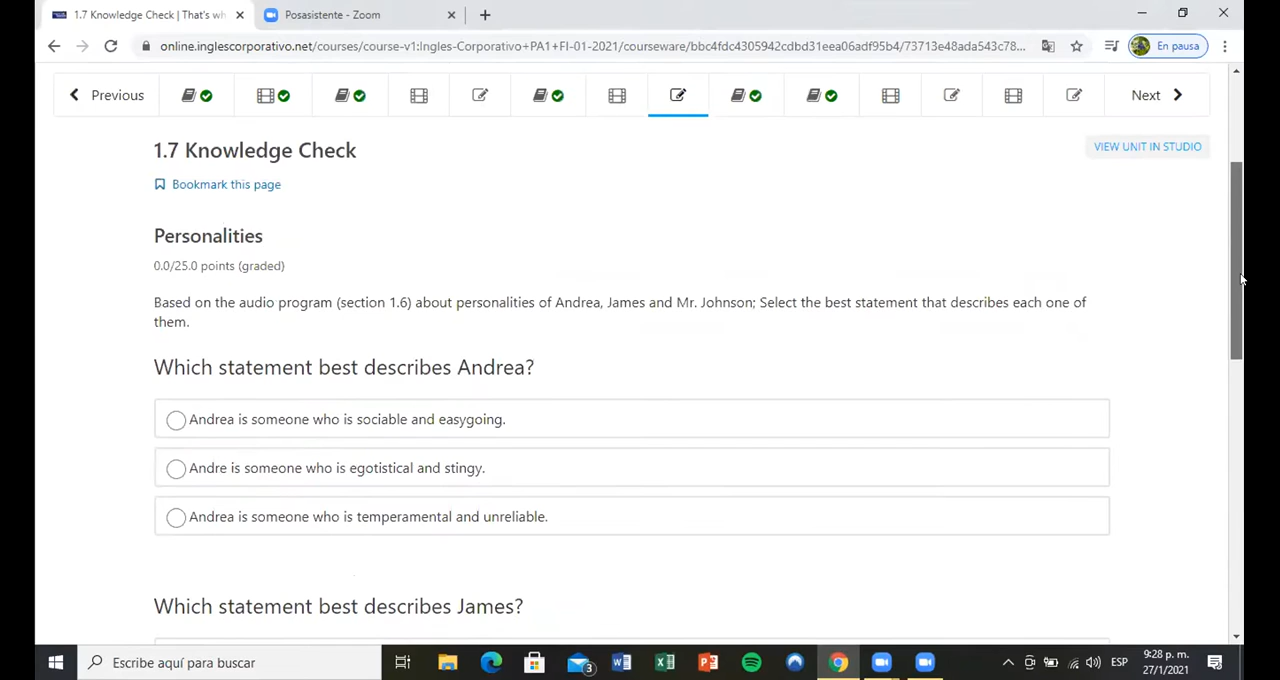 1.7 Knowledge Check | That's wh
Posasistente - Zoom
online.inglescorporativo.net/courses/course-v1:Ingles-Corporativo+PA1+FI-01-2021/courseware/bbc4fdc4305942cdbd31eea06adf95b4/73713e48ada543c78...
En pausa
Previous
Next
1.7 Knowledge Check
VIEW UNIT IN STUDIO
Bookmark this page
Personalities
0.0/25.0 points (graded)
Based on the audio program (section 1.6) about personalities of Andrea, James and Mr. Johnson; Select the best statement that describes each one of
them.
Which statement best describes Andrea?
Andrea is someone who is sociable and easygoing.
Andre is someone who is egotistical and stingy.
Andrea is someone who is temperamental and unreliable.
Which statement best describes James?
Escribe aquí para buscar
3
ESP
9:28 p. m.
27/1/2021